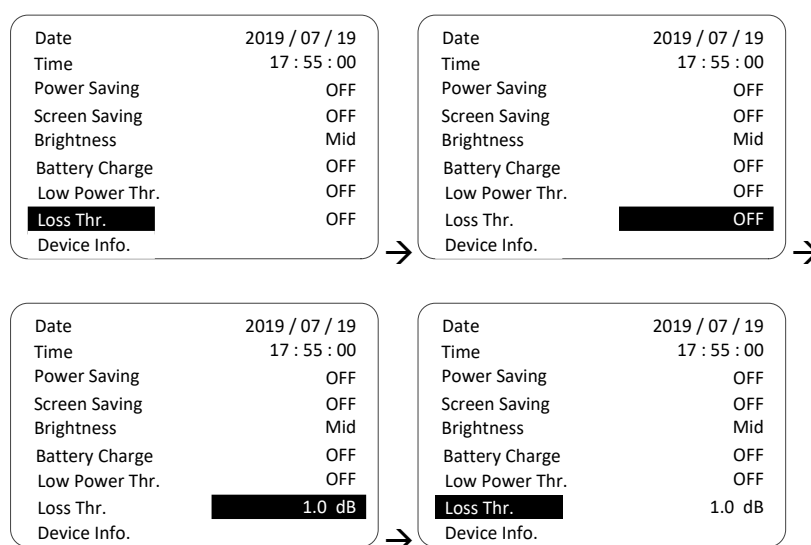 Date 2019 / 07 / 19
Time 17 : 55 : 00
Power Saving OFF
Screen Saving OFF
Brightness Mid
Battery Charge OFF
Low Power Thr. OFF
Loss Thr. OFF
Device Info.
→
Date 2019 / 07 / 19
Time 17 : 55 : 00
Power Saving OFF
Screen Saving OFF
Brightness Mid
Battery Charge OFF
Low Power Thr. OFF
Loss Thr. OFF
Device Info.
→
Date 2019 / 07 / 19
Time 17 : 55 : 00
Power Saving OFF
Screen Saving OFF
Brightness Mid
Battery Charge OFF
Low Power Thr. OFF
Loss Thr. 1.0 dB
Device Info.
→
Date 2019 / 07 / 19
Time 17 : 55 : 00
Power Saving OFF
Screen Saving OFF
Brightness Mid
Battery Charge OFF
Low Power Thr. OFF
Loss Thr. 1.0 dB
Device Info.